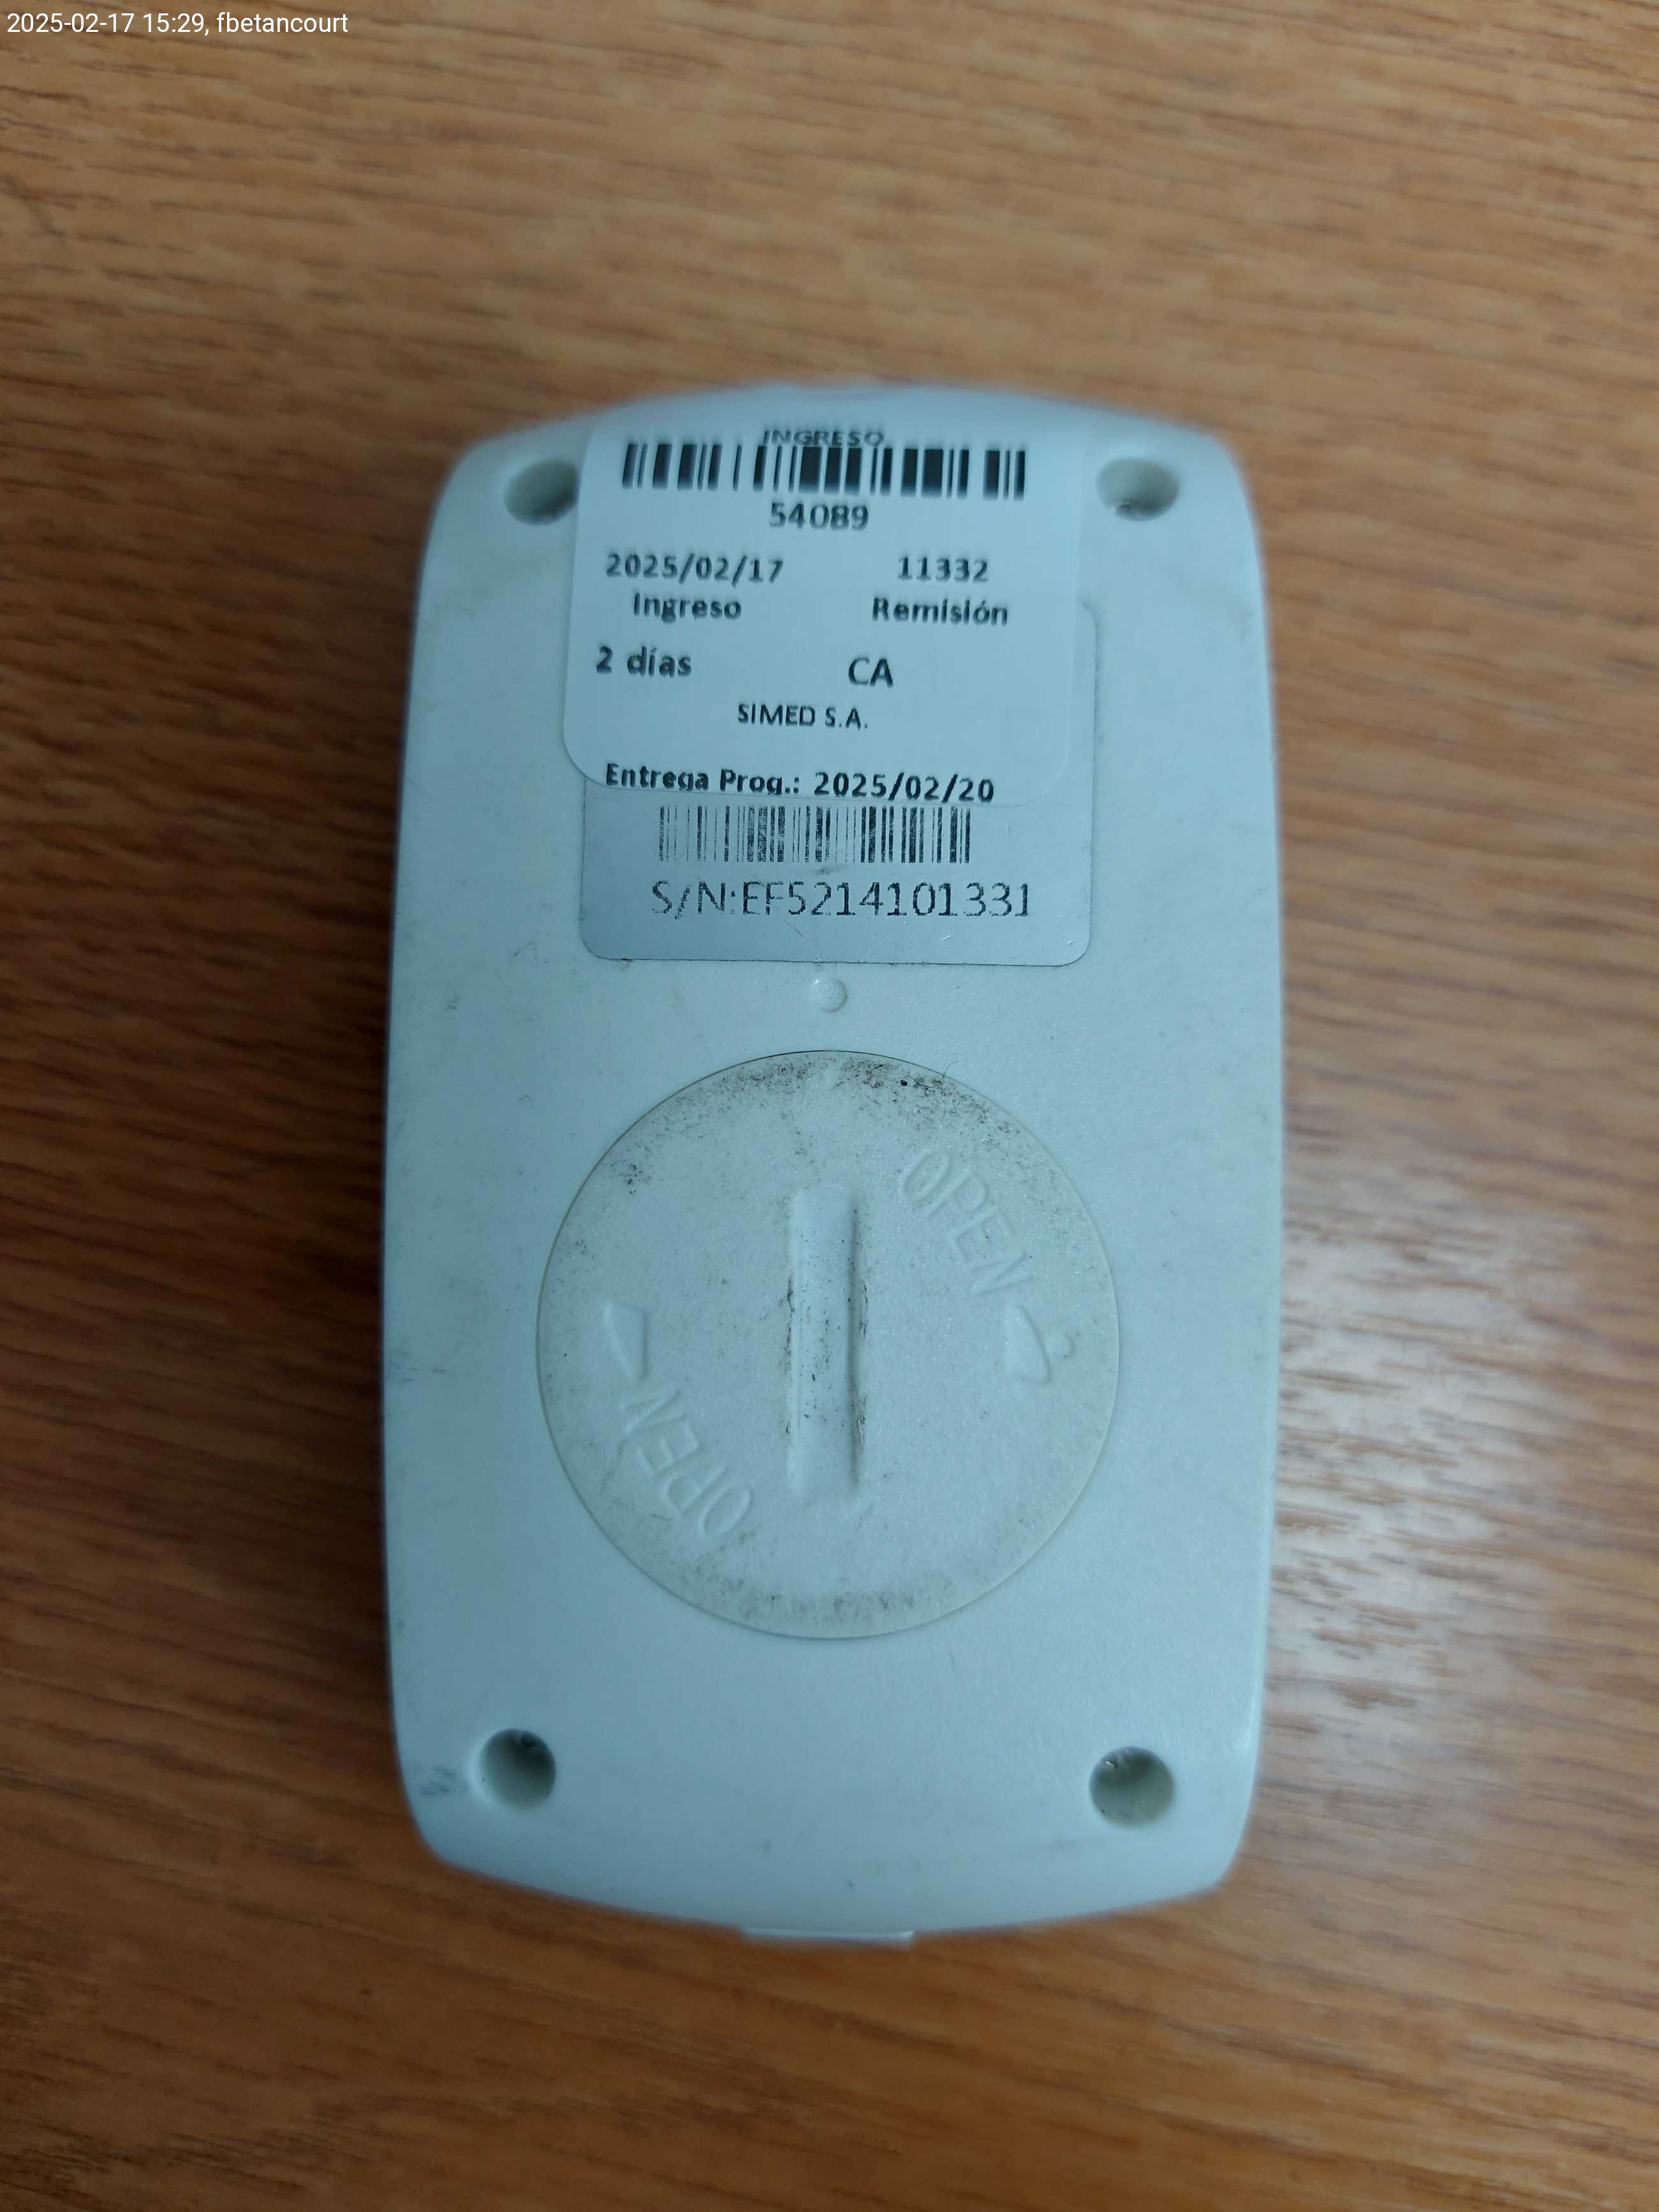 2025-02-17 15:29, fbetancourt
INGRESO
54089
2025/02/17 11332
Ingreso Remisión
2 días CA
SIMED S.A.
Entrega Prog.: 2025/02/20
S/N:EF5214101331
OPEN
OPEN